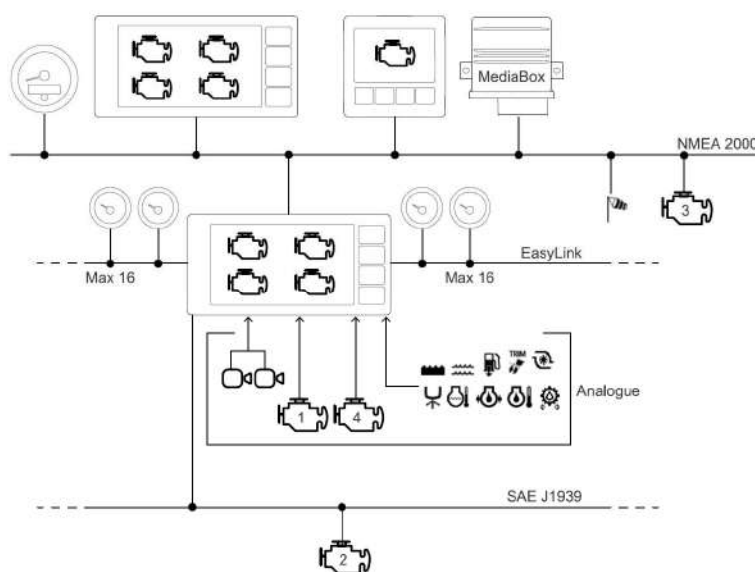 MediaBox
NMEA 2000
EasyLink
Max 16
Max 16
TRIM
Analogue
1
4
3
SAE J1939
2